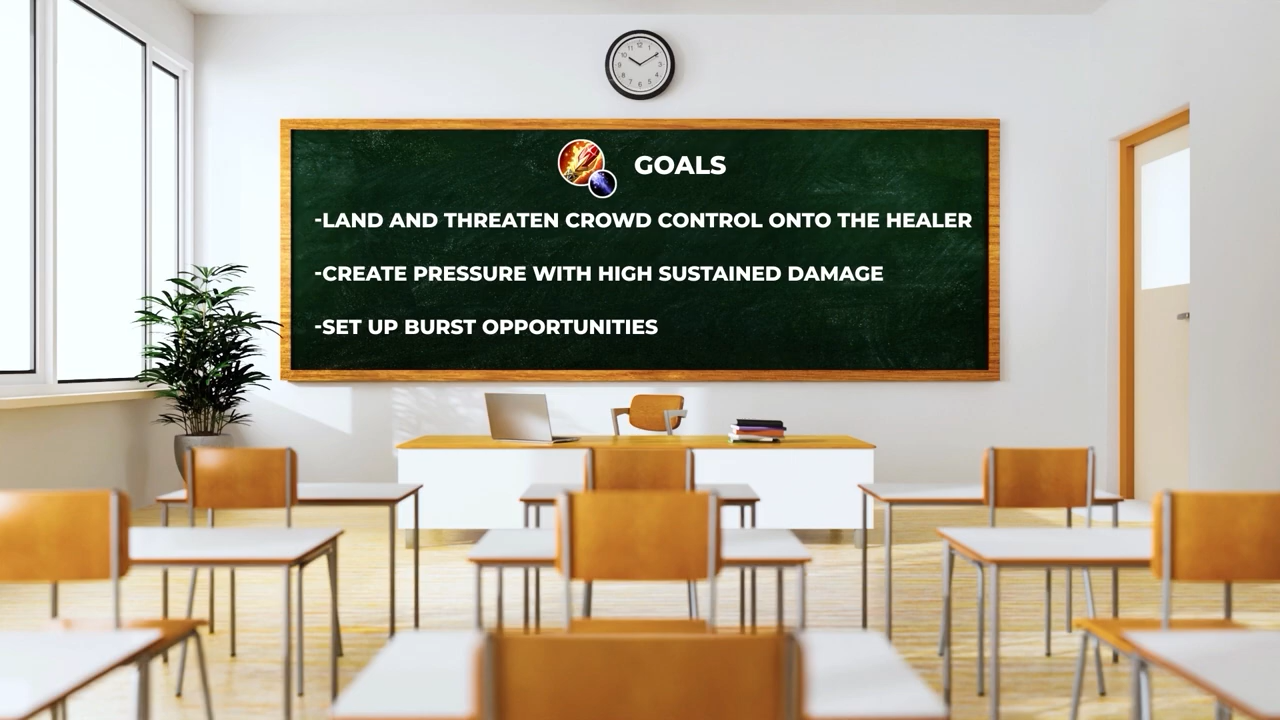 GOALS
-LAND AND THREATEN CROWD CONTROL ONTO THE HEALER
-CREATE PRESSURE WITH HIGH SUSTAINED DAMAGE
-SET UP BURST OPPORTUNITIES